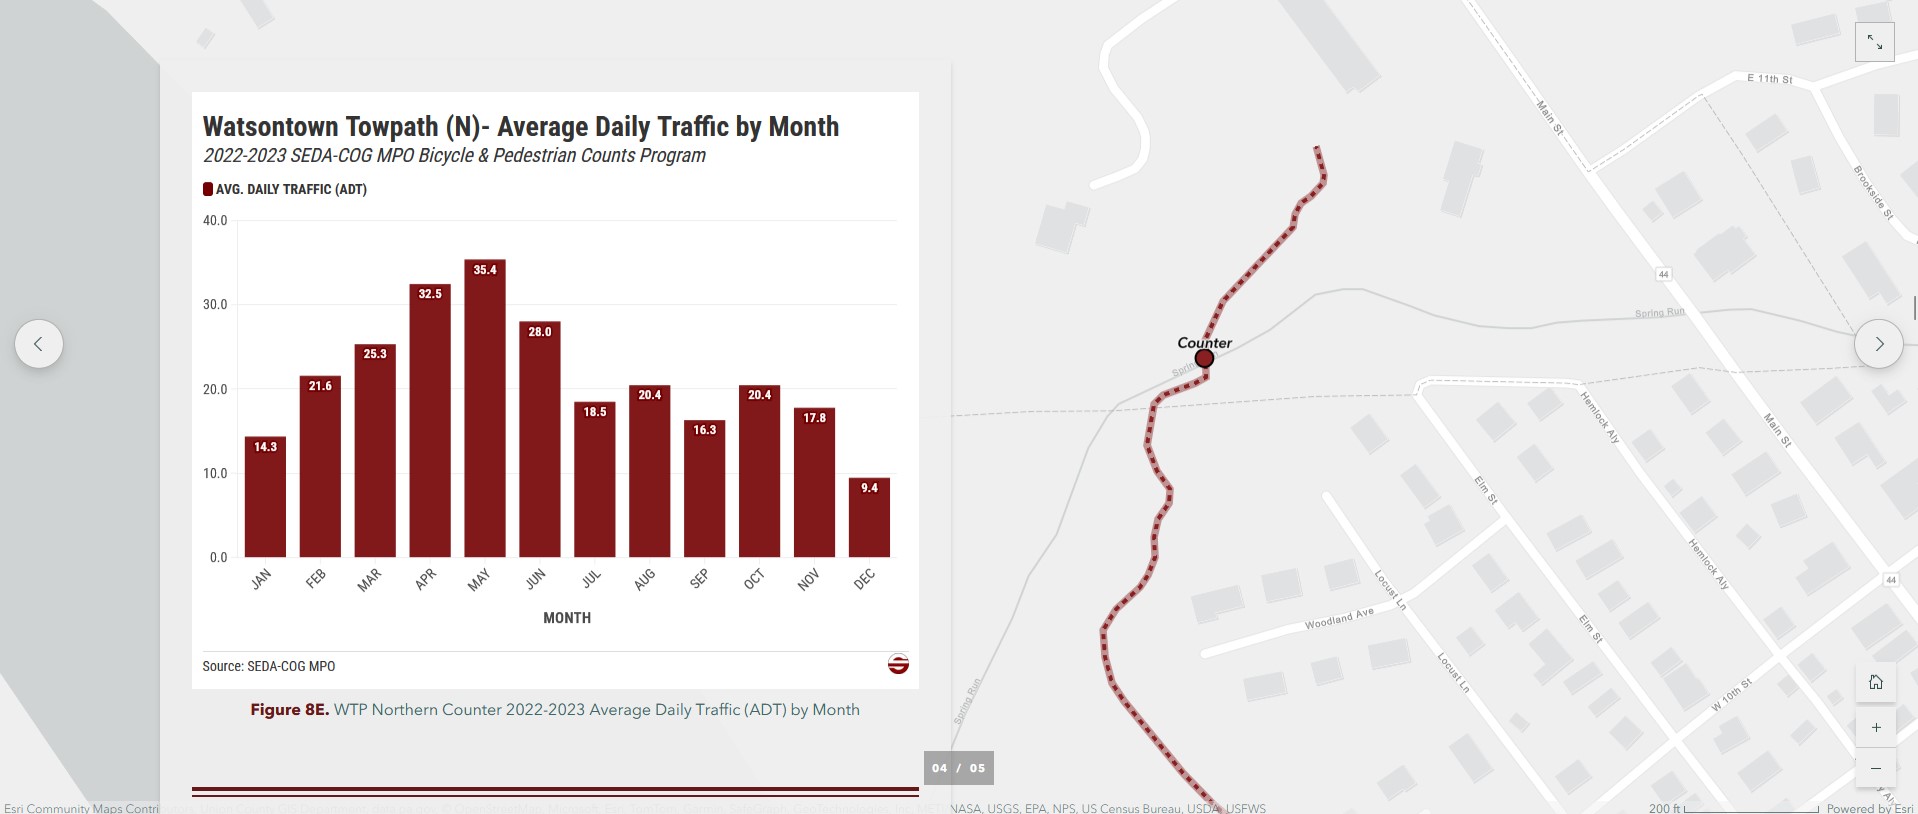 Watsontown Towpath (N)- Average Daily Traffic by Month
2022-2023 SEDA-COG MPO Bicycle & Pedestrian Counts Program
AVG. DAILY TRAFFIC (ADT)
40.0
30.0
20.0
10.0
0.0
14.3
21.6
25.3
32.5
35.4
28.0
18.5
20.4
16.3
20.4
17.8
9.4
JAN
FEB
MAR
APR
MAY
JUN
JUL
AUG
SEP
OCT
NOV
DEC
MONTH
Source: SEDA-COG MPO
Figure 8E. WTP Northern Counter 2022-2023 Average Daily Traffic (ADT) by Month
04 / 05
E 11th St
Main St
Brookside St
44
Spring Run
Counter
Hemlock Aly
Main St
Elm St
Hemlock Aly
44
Locust Ln
Woodland Ave
Elm St
Locust Ln
W 10th St
Spring Run
Esri Community Maps
NASA, USGS, EPA, NPS, US Census Bureau, USDA, USFWS
200 ft
Powered by Esri